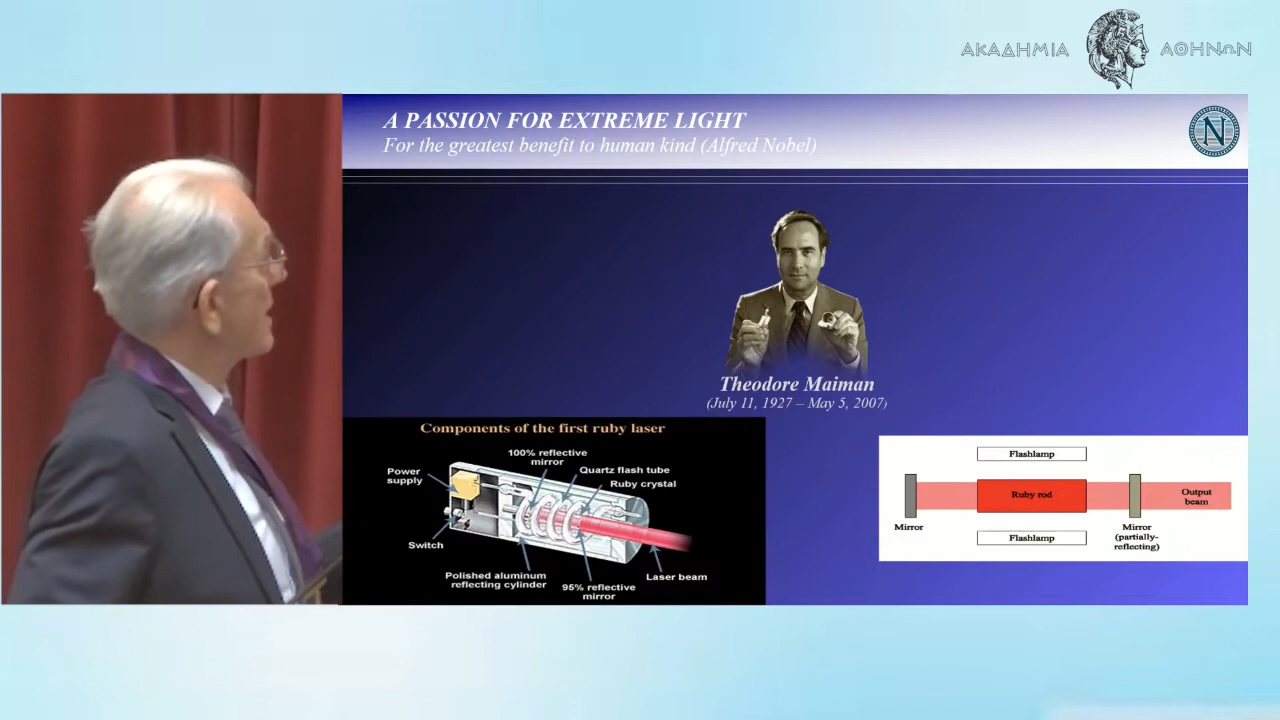 ΑΚΑΔΗΜΙΑ ΑΘΗΝΩΝ
A PASSION FOR EXTREME LIGHT
For the greatest benefit to human kind (Alfred Nobel)
N
Theodore Maiman
(July 11, 1927 – May 5, 2007)
Components of the first ruby laser
100% reflective
mirror
Power
supply
Quartz flash tube
Ruby crystal
Switch
Polished aluminum
reflecting cylinder
95% reflective
mirror
Laser beam
Flashlamp
Ruby rod
Output
beam
Mirror
Flashlamp
Mirror
(partially-
reflecting)